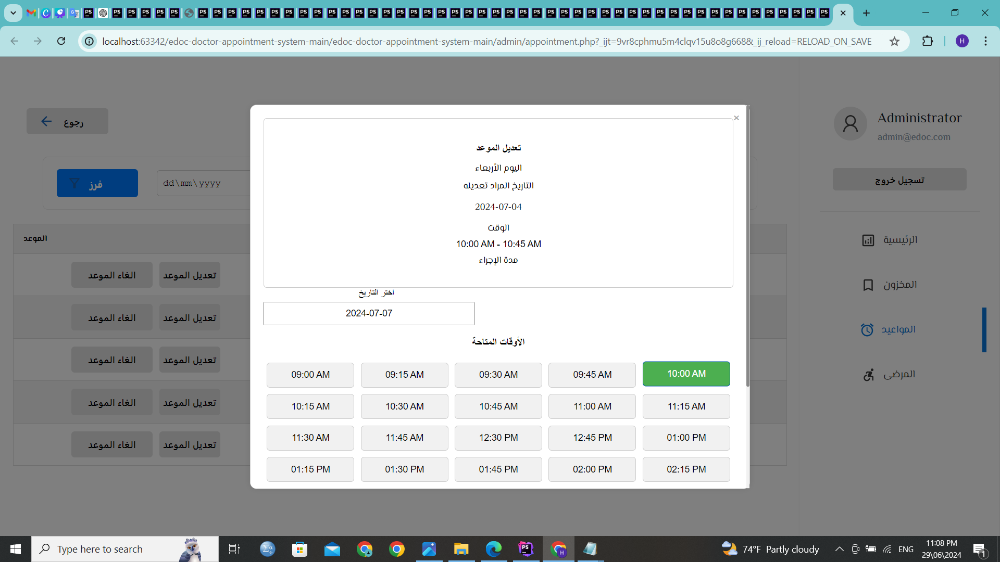 localhost:63342/edoc-doctor-appointment-system-main/edoc-doctor-appointment-system-main/admin/appointment.php?_ijt=9vr8cphmu5m4clqv15u8o8g668&_ij_reload=RELOAD_ON_SAVE
H
رجوع
Administrator
admin@edoc.com
تسجيل خروج
الرئيسية
المخزون
المواعيد
المرضى
فرز
dd\mm\yyyy
الموعد
تعديل الموعد
الغاء الموعد
تعديل الموعد
الغاء الموعد
تعديل الموعد
الغاء الموعد
تعديل الموعد
الغاء الموعد
تعديل الموعد
الغاء الموعد
×
تعديل الموعد
اليوم الأربعاء
التاريخ المراد تعديله
2024-07-04
الوقت
10:00 AM - 10:45 AM
مدة الإجراء
اختر التاريخ
2024-07-07
الأوقات المتاحة
09:00 AM 09:15 AM 09:30 AM 09:45 AM 10:00 AM
10:15 AM 10:30 AM 10:45 AM 11:00 AM 11:15 AM
11:30 AM 11:45 AM 12:30 PM 12:45 PM 01:00 PM
01:15 PM 01:30 PM 01:45 PM 02:00 PM 02:15 PM
Type here to search
74°F Partly cloudy
ENG
11:08 PM
29\06\2024
1